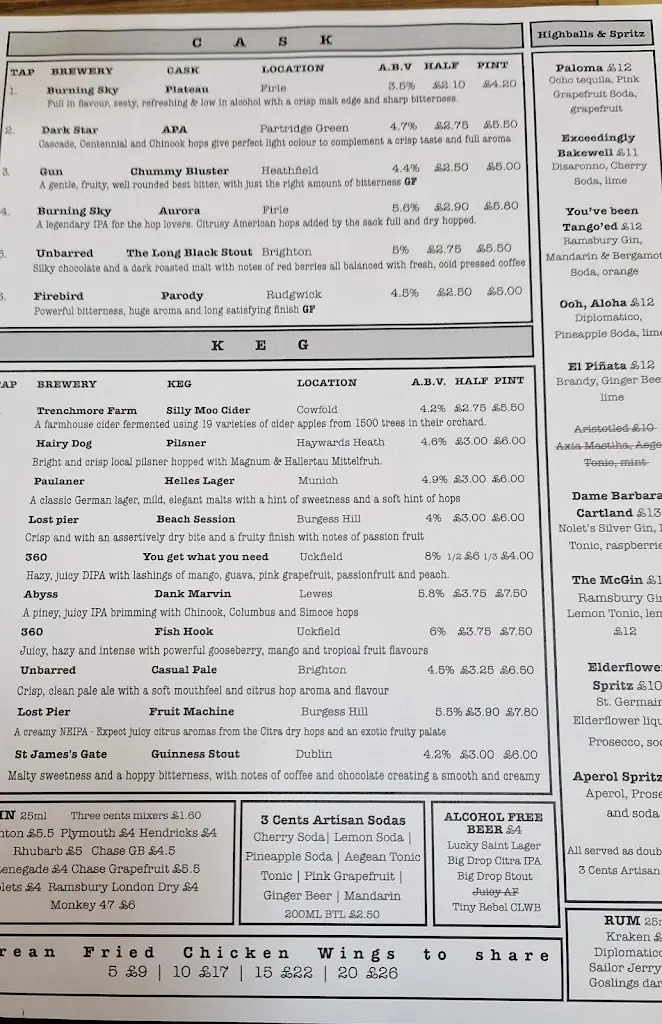 CASK
TAP BREWERY CASK LOCATION A.B.V HALF PINT
1. Burning Sky Plateau Firle 3.5% £2.10 £4.20
Full in flavour, zesty, refreshing & low in alcohol with a crisp malt edge and sharp bitterness.
2. Dark Star APA Partridge Green 4.7% £2.75 £5.50
Cascade, Centennial and Chinook hops give perfect light colour to complement a crisp taste and full aroma
3. Gun Chummy Bluster Heathfield 4.4% £2.50 £5.00
A gentle, fruity, well rounded best bitter, with just the right amount of bitterness GF
4. Burning Sky Aurora Firle 5.6% £2.90 £5.80
A legendary IPA for the hop lovers. Citrusy American hops added by the sack full and dry hopped.
5. Unbarred The Long Black Stout Brighton 5% £2.75 £5.50
Silky chocolate and a dark roasted malt with notes of red berries all balanced with fresh, cold pressed coffee
6. Firebird Parody Rudgwick 4.5% £2.50 £5.00
Powerful bitterness, huge aroma and long satisfying finish GF
KEG
TAP BREWERY KEG LOCATION A.B.V. HALF PINT
Trenchmore Farm Silly Moo Cider Cowfold 4.2% £2.75 £5.50
A farmhouse cider fermented using 19 varieties of cider apples from 1500 trees in their orchard.
Hairy Dog Pilsner Haywards Heath 4.6% £3.00 £6.00
Bright and crisp local pilsner hopped with Magnum & Hallertau Mittelfruh.
Paulaner Helles Lager Munich 4.9% £3.00 £6.00
A classic German lager, mild, elegant malts with a hint of sweetness and a soft hint of hops
Lost pier Beach Session Burgess Hill 4% £3.00 £6.00
Crisp and with an assertively dry bite and a fruity finish with notes of passion fruit
360 You get what you need Uckfield 8% 1/2 £6 1/3 £4.00
Hazy, juicy DIPA with lashings of mango, guava, pink grapefruit, passionfruit and peach.
Abyss Dank Marvin Lewes 5.8% £3.75 £7.50
A piney, juicy IPA brimming with Chinook, Columbus and Simcoe hops
360 Fish Hook Uckfield 6% £3.75 £7.50
Juicy, hazy and intense with powerful gooseberry, mango and tropical fruit flavours
Unbarred Casual Pale Brighton 4.5% £3.25 £6.50
Crisp, clean pale ale with a soft mouthfeel and citrus hop aroma and flavour
Lost Pier Fruit Machine Burgess Hill 5.5% £3.90 £7.80
A creamy NEIPA - Expect juicy citrus aromas from the Citra dry hops and an exotic fruity palate
St James's Gate Guinness Stout Dublin 4.2% £3.00 £6.00
Malty sweetness and a hoppy bitterness, with notes of coffee and chocolate creating a smooth and creamy
IN 25ml Three cents mixers £1.60
nton £5.5 Plymouth £4 Hendricks £4
Rhubarb £5 Chase GB £4.5
enegade £4 Chase Grapefruit £5.5
lets £4 Ramsbury London Dry £4
Monkey 47 £6
3 Cents Artisan Sodas
Cherry Soda| Lemon Soda |
Pineapple Soda | Aegean Tonic
Tonic | Pink Grapefruit |
Ginger Beer | Mandarin
200ML BTL £2.50
ALCOHOL FREE
BEER £4
Lucky Saint Lager
Big Drop Citra IPA
Big Drop Stout
Juicy AF
Tiny Rebel CLWB
rean Fried Chicken Wings to share
5 £9 | 10 £17 | 15 £22 | 20 £26
Highballs & Spritz
Paloma £12
Ocho tequila, Pink
Grapefruit Soda,
grapefruit
Exceedingly
Bakewell £11
Disaronno, Cherry
Soda, lime
You've been
Tango'ed £12
Ramsbury Gin,
Mandarin & Bergamot
Soda, orange
Ooh, Aloha £12
Diplomatico,
Pineapple Soda, lime
El Piñata £12
Brandy, Ginger Bee
lime
Aristotled £10
Axia Mastiha, Aege
Tonic, mint
Dame Barbara
Cartland £13
Nolet's Silver Gin,
Tonic, raspberrie
The McGin £1
Ramsbury Gin
Lemon Tonic, lem
£12
Elderflower
Spritz £10
St. Germain
Elderflower liqu
Prosecco, sod
Aperol Spritz
Aperol, Prose
and soda
All served as doub
3 Cents Artisan
RUM 25m
Kraken £
Diplomatico
Sailor Jerry
Goslings dar